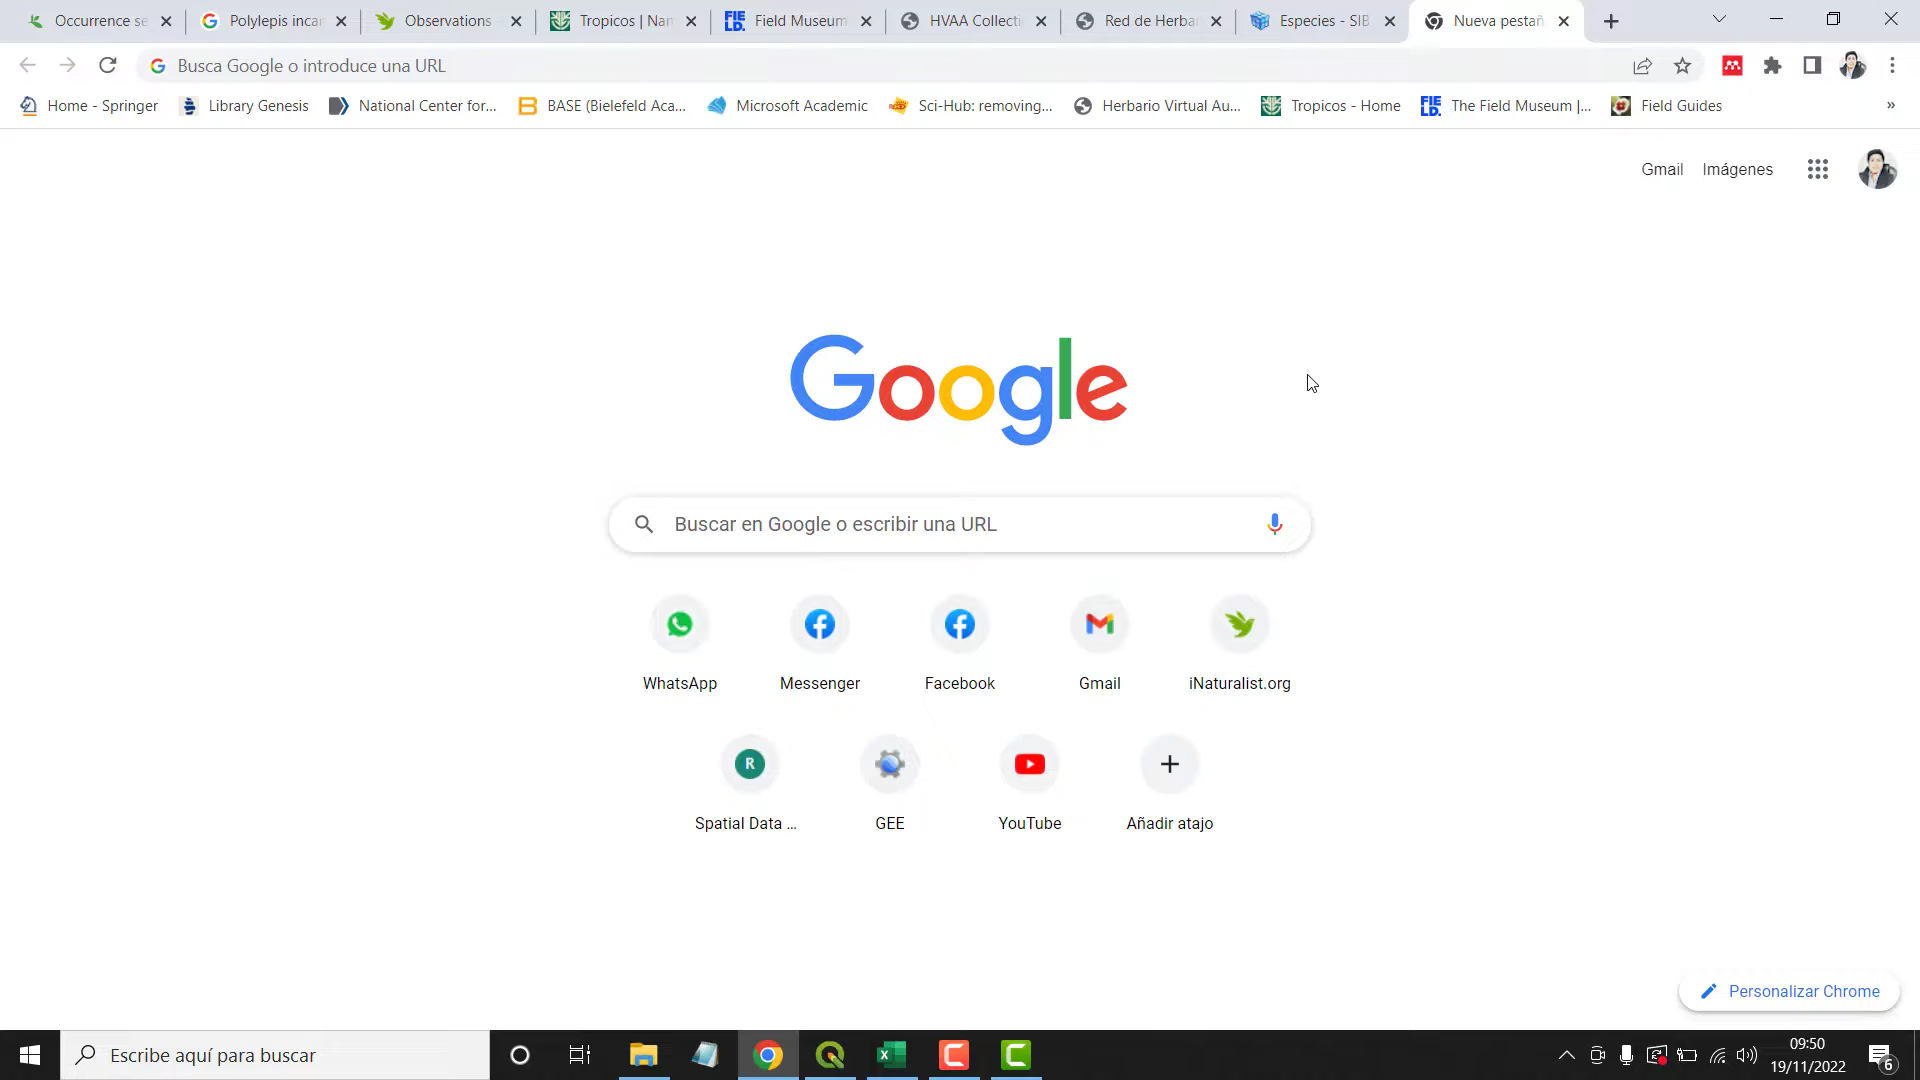 Occurrence se
Polylepis incar
Observations
Tropicos | Nan
Field Museum
HVAA Collecti
Red de Herba
Especies - SIB
Nueva pestañ
Busca Google o introduce una URL
Home - Springer
Library Genesis
National Center for...
BASE (Bielefeld Aca...
Microsoft Academic
Sci-Hub: removing...
Herbario Virtual Au...
Tropicos - Home
The Field Museum |...
Field Guides
»
Gmail
Imágenes
Google
Buscar en Google o escribir una URL
WhatsApp
Messenger
Facebook
Gmail
iNaturalist.org
R
Spatial Data ...
GEE
YouTube
Añadir atajo
Personalizar Chrome
Escribe aquí para buscar
09:50
19/11/2022
6